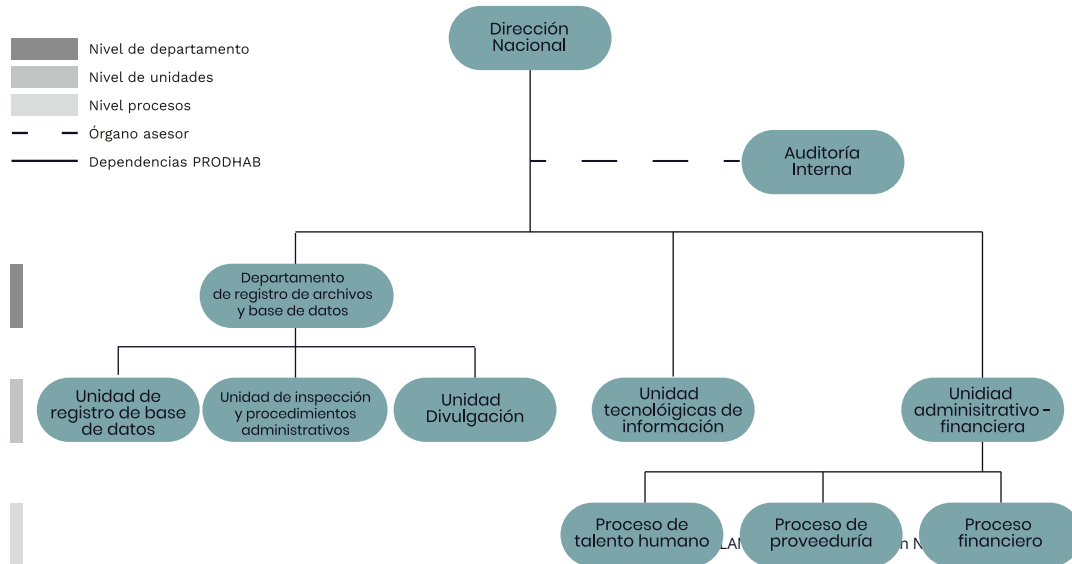 Dirección
Nacional
Nivel de departamento
Nivel de unidades
Nivel procesos
Órgano asesor
Dependencias PRODHAB
Auditoría
Interna
Departamento
de registro de archivos
y base de datos
Unidad de
registro de base
de datos
Unidad de inspección
y procedimientos
administrativos
Unidad
Divulgación
Unidad
tecnolóigicas de
información
Unidiad
adminisitrativo -
financiera
Proceso de
talento humano
Proceso de
proveeduría
Proceso
financiero